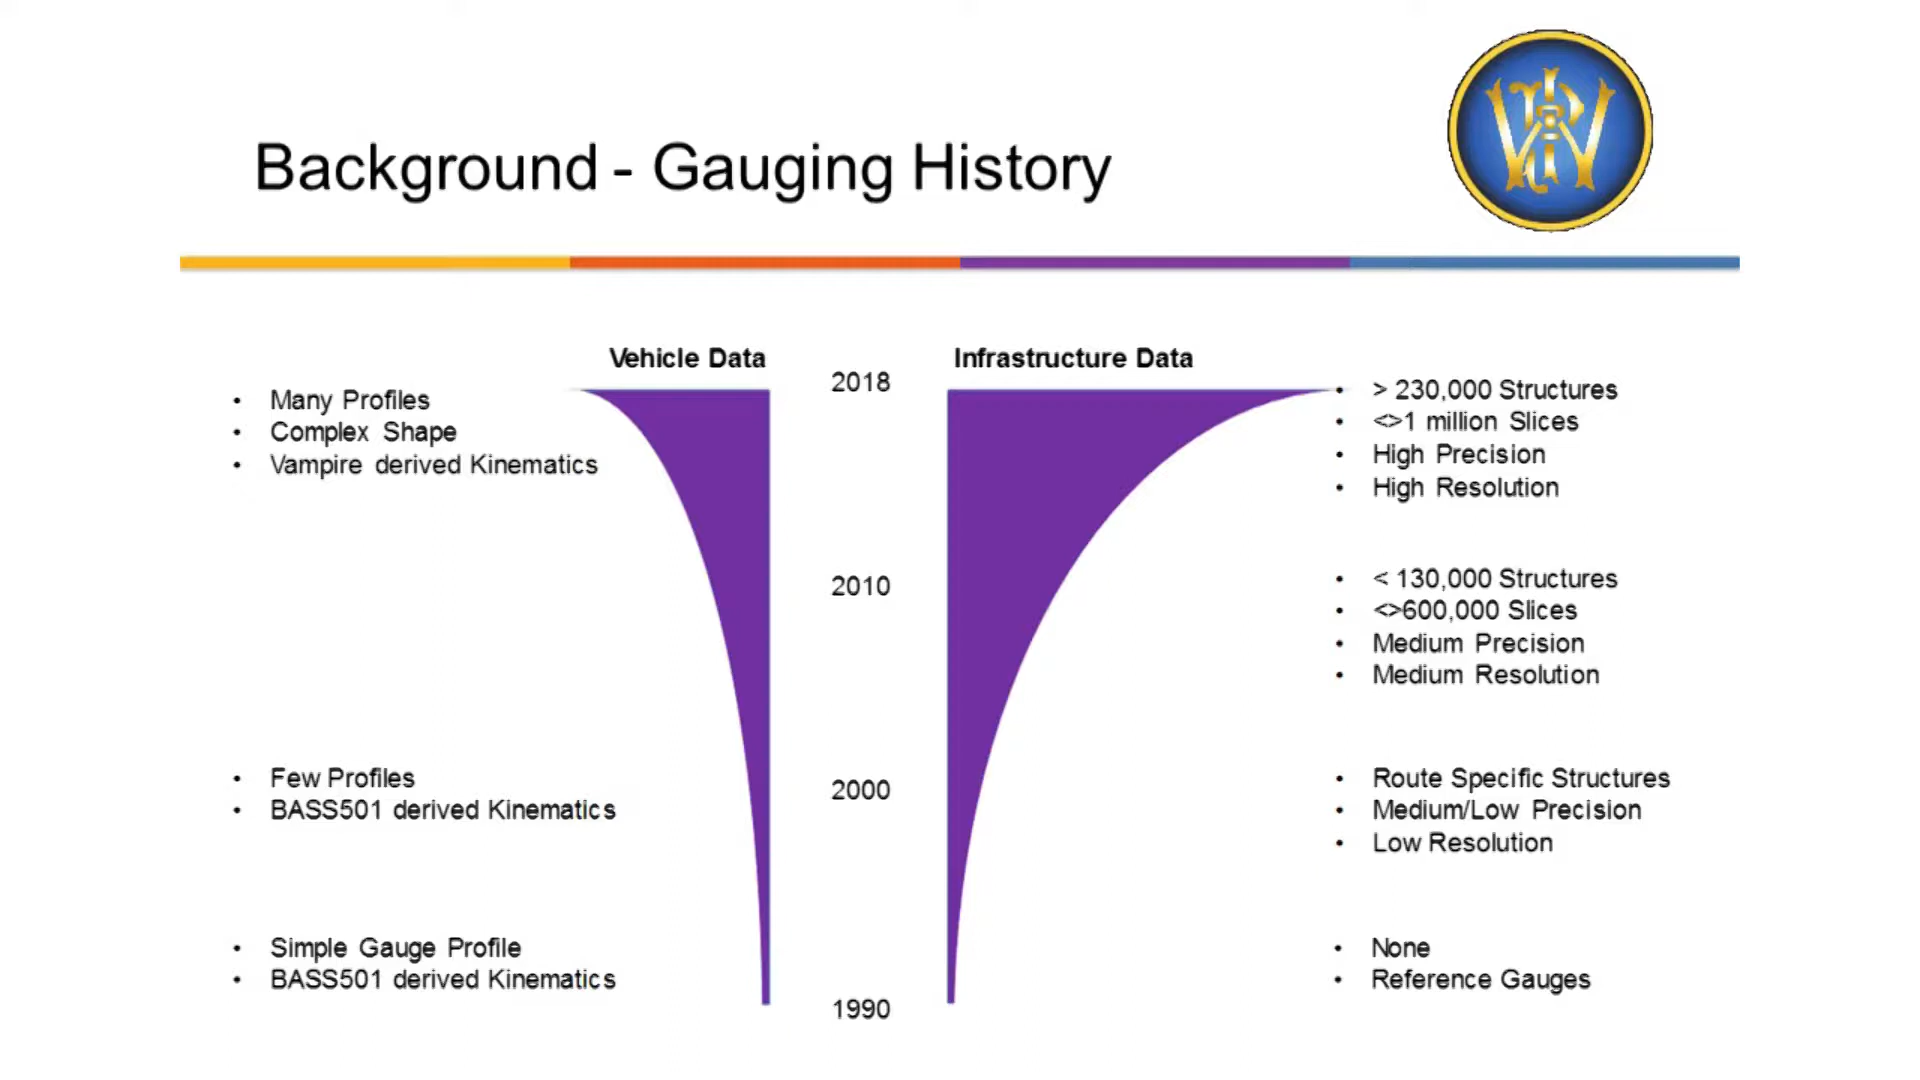 Background - Gauging History
Vehicle Data
Infrastructure Data
2018
• Many Profiles
• Complex Shape
• Vampire derived Kinematics
• > 230,000 Structures
• <>1 million Slices
• High Precision
• High Resolution
2010
• < 130,000 Structures
• <>600,000 Slices
• Medium Precision
• Medium Resolution
2000
• Few Profiles
• BASS501 derived Kinematics
• Route Specific Structures
• Medium/Low Precision
• Low Resolution
• Simple Gauge Profile
• BASS501 derived Kinematics
1990
• None
• Reference Gauges